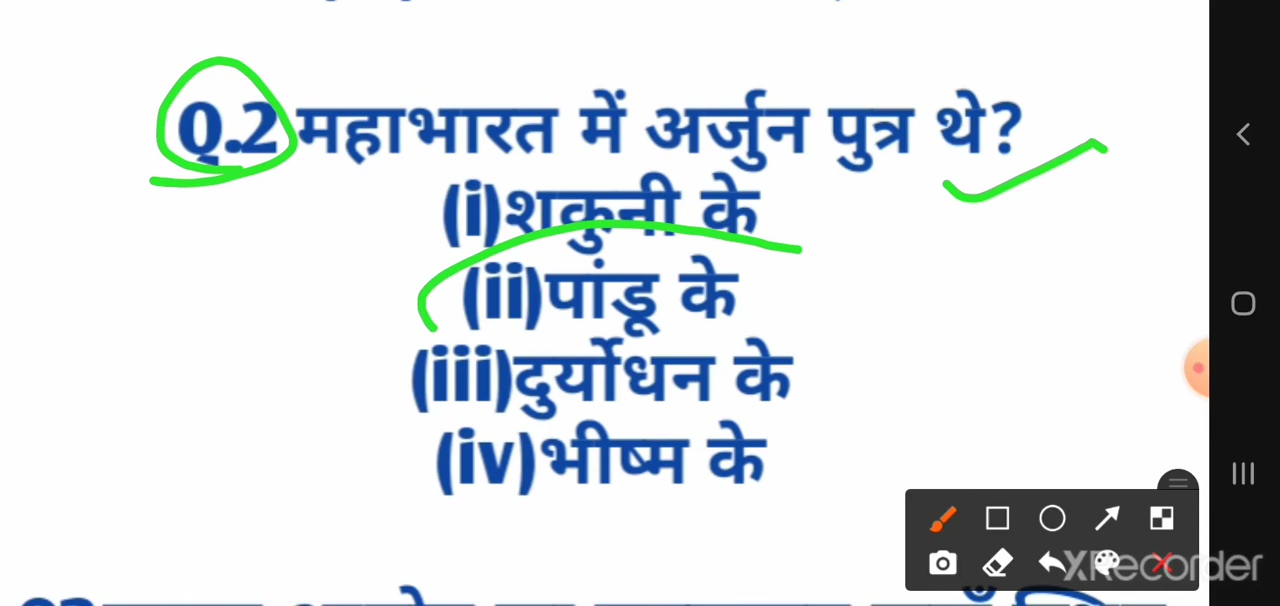 Q.2 महाभारत में अर्जुन पुत्र थे?
(i)शकुनी के
(ii)पांडू के
(iii)दुर्योधन के
(iv)भीष्म के
XRecorder